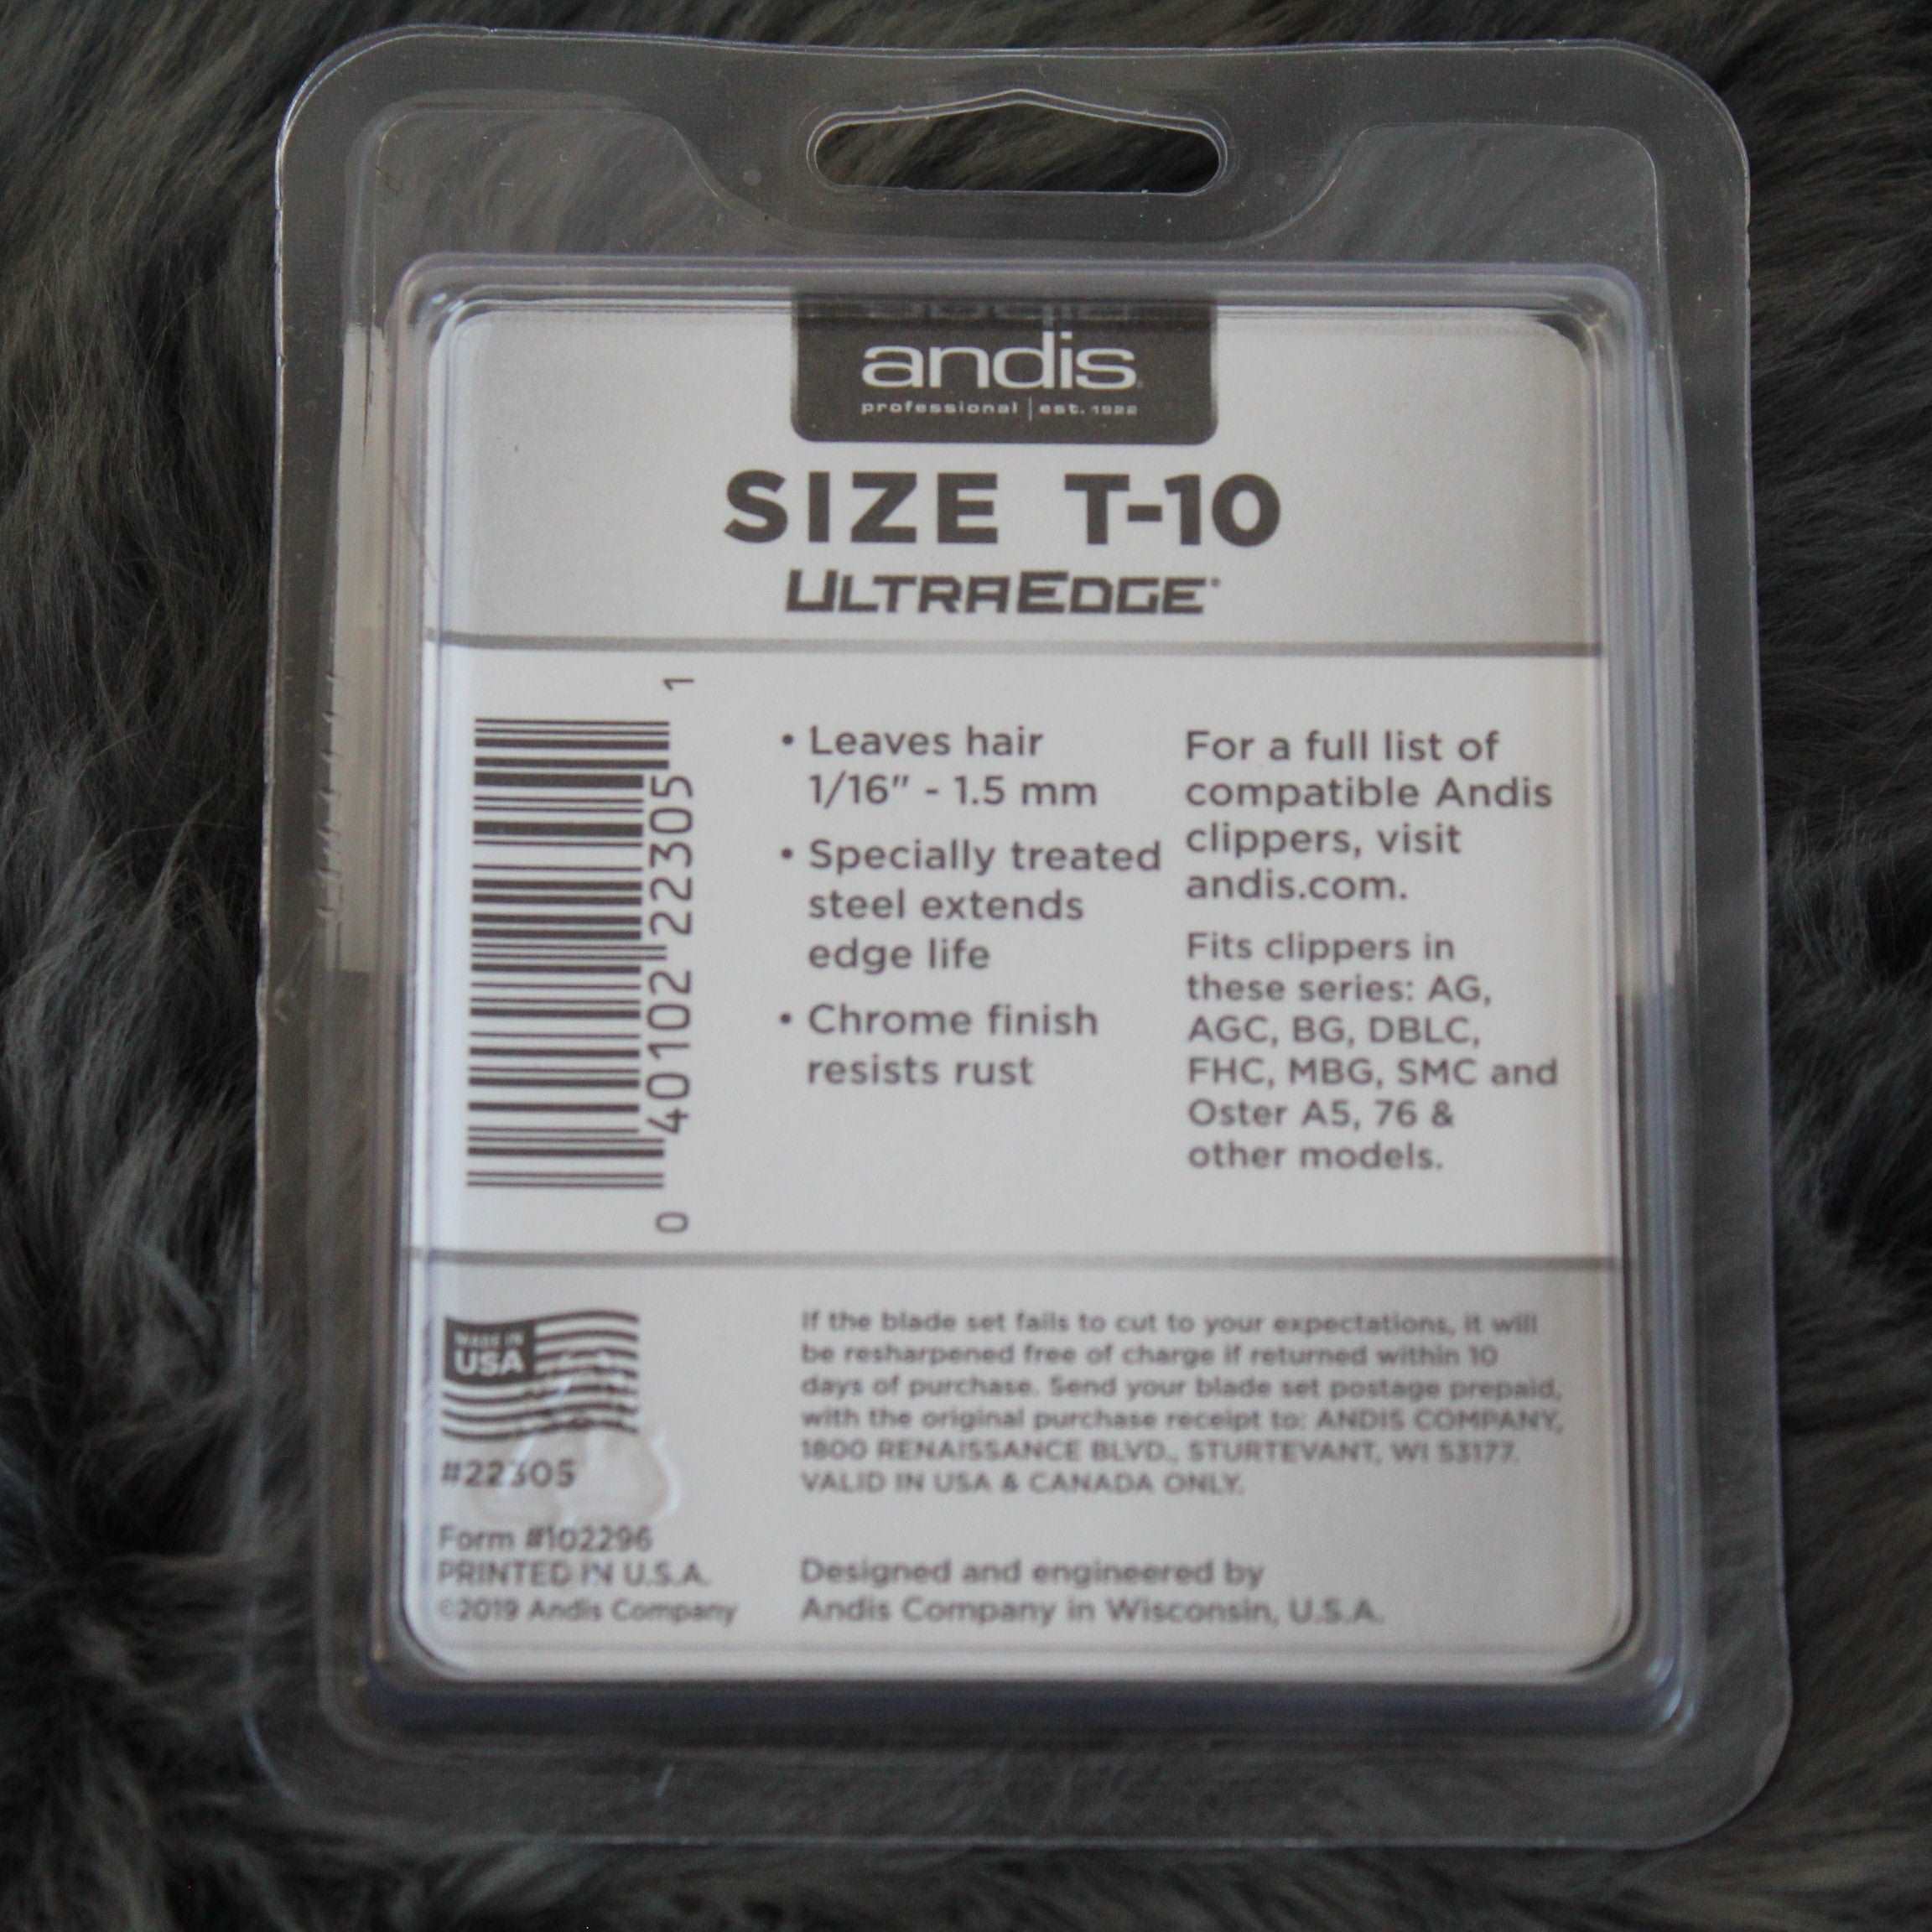 andis
professional | est. 1922
SIZE T-10
ULTRAEDGE®
0 40102 22305 1
• Leaves hair
1/16" - 1.5 mm
• Specially treated
steel extends
edge life
• Chrome finish
resists rust
For a full list of
compatible Andis
clippers, visit
andis.com.
Fits clippers in
these series: AG,
AGC, BG, DBLC,
FHC, MBG, SMC and
Oster A5, 76 &
other models.
MADE IN
USA
#22305
Form #102296
PRINTED IN U.S.A.
©2019 Andis Company
If the blade set fails to cut to your expectations, it will
be resharpened free of charge if returned within 10
days of purchase. Send your blade set postage prepaid,
with the original purchase receipt to: ANDIS COMPANY,
1800 RENAISSANCE BLVD., STURTEVANT, WI 53177.
VALID IN USA & CANADA ONLY.
Designed and engineered by
Andis Company in Wisconsin, U.S.A.